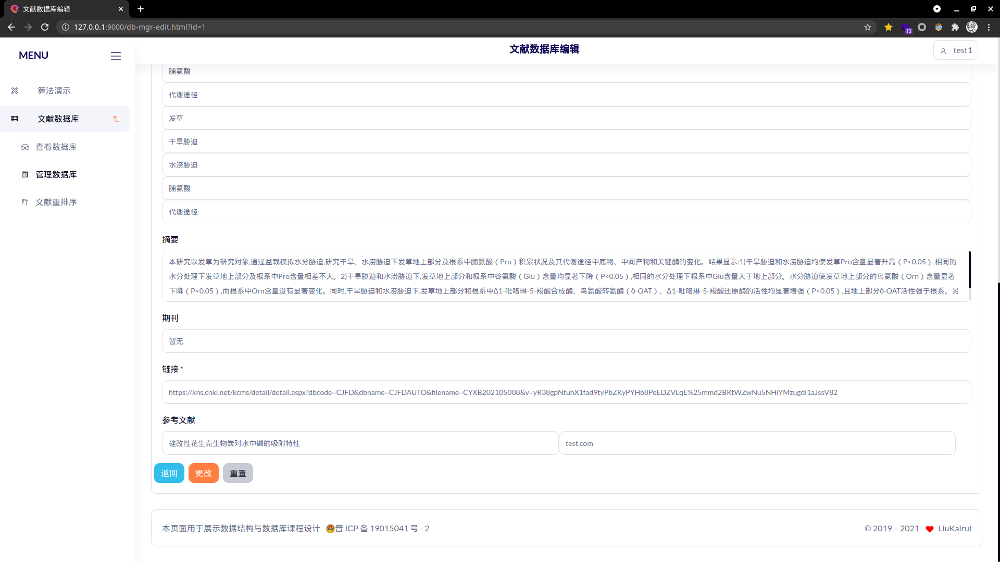 文献数据库编辑
127.0.0.1:9000/db-mgr-edit.html?id=1
13
MENU
文献数据库编辑
test1
算法演示
文献数据库
查看数据库
管理数据库
文献重排序
脯氨酸
代谢途径
发草
干旱胁迫
水涝胁迫
脯氨酸
代谢途径
摘要
本研究以发草为研究对象,通过盆栽模拟水分胁迫,研究干旱、水涝胁迫下发草地上部分及根系中脯氨酸（Pro）积累状况及其代谢途径中底物、中间产物和关键酶的变化。结果显示:1)干旱胁迫和水涝胁迫均使发草Pro含量显著升高（P<0.05）,相同的
水分处理下发草地上部分及根系中Pro含量相差不大。2)干旱胁迫和水涝胁迫下,发草地上部分和根系中谷氨酸（Glu）含量均显著下降（P<0.05）,相同的水分处理下根系中Glu含量大于地上部分。水分胁迫使发草地上部分的鸟氨酸（Orn）含量显著
下降（P<0.05）,而根系中Orn含量没有显著变化。同时,干旱胁迫和水涝胁迫下,发草地上部分和根系中Δ1-吡咯琳-5-羧酸合成酶、鸟氨酸转氨酶（δ-OAT）、Δ1-吡咯琳-5-羧酸还原酶的活性均显著增强（P<0.05）,且地上部分δ-OAT活性强于根系。另
期刊
暂无
链接 *
https://kns.cnki.net/kcms/detail/detail.aspx?dbcode=CJFD&dbname=CJFDAUTO&filename=CYXB202105008&v=yR38gpNtuhX1fad9tyPbZKyPYHb8PeEDZVLqE%25mmd2BKtWZwNu5NHiYMzugdi1aJssV82
参考文献
硅改性花生壳生物炭对水中磷的吸附特性
test.com
返回
更改
重置
本页面用于展示数据结构与数据库课程设计 晋 ICP 备 19015041 号 - 2
© 2019 – 2021 LiuKairui